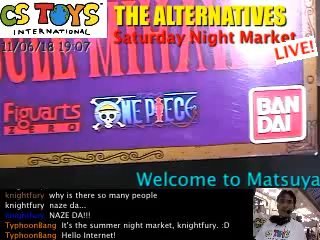 CS TOYS
INTERNATIONAL
THE ALTERNATIVES
11/06/18 19:07
Saturday Night Market
LIVE!
Figuarts
ZERO
ONE PIECE
BAN
DAI
Welcome to Matsuya
knightfury why is there so many people
knightfury naze da...
knightfury NAZE DA!!!
TyphoonBang It's the summer night market, knightfury. :D
TyphoonBang Hello Internet!